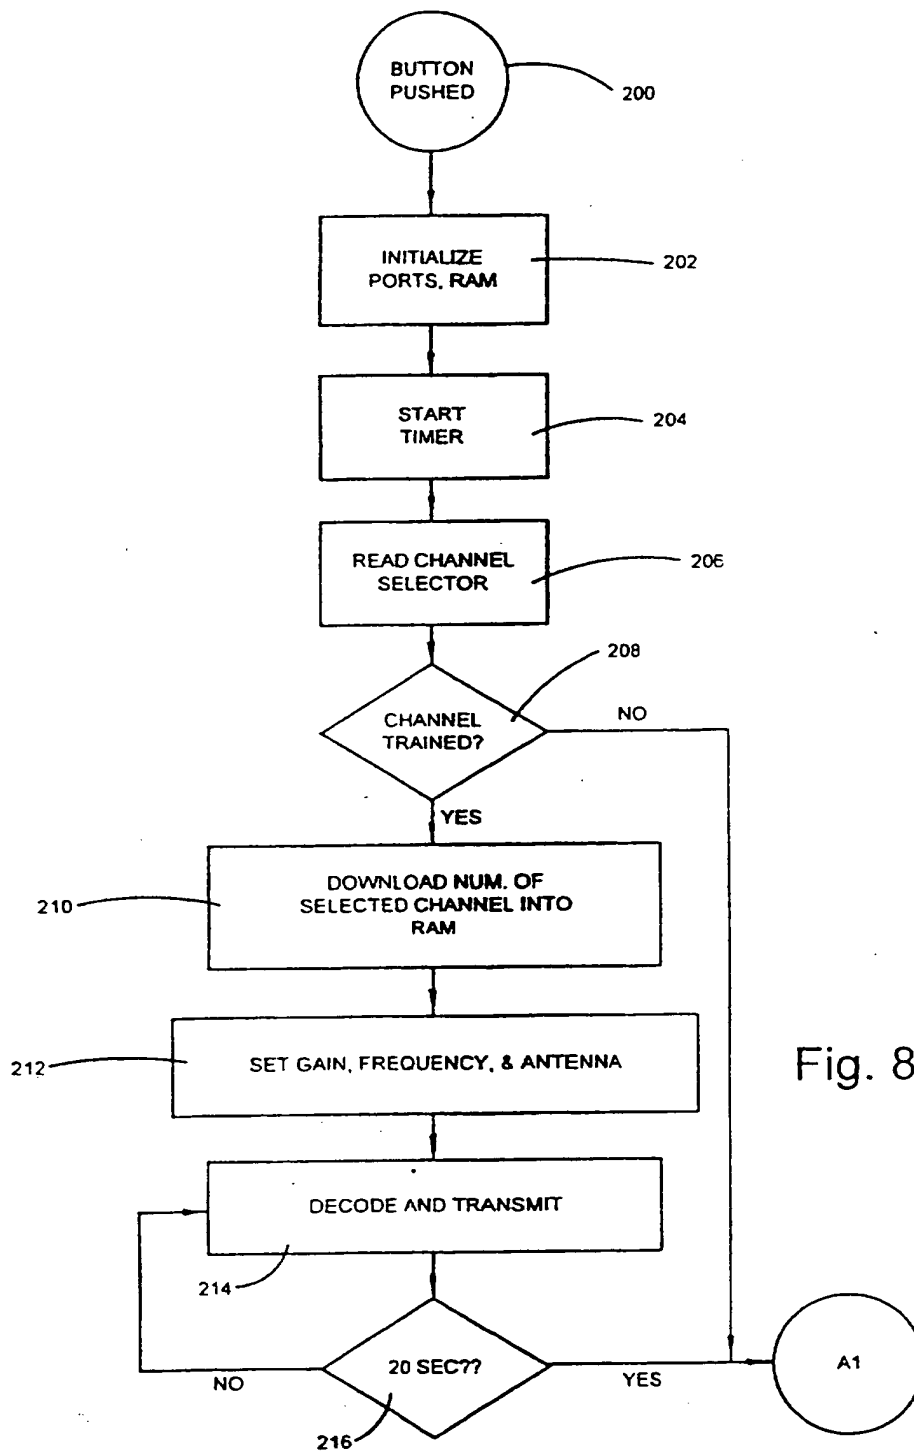 BUTTON
PUSHED
200
INITIALIZE
PORTS, RAM
202
START
TIMER
204
READ CHANNEL
SELECTOR
206
208
CHANNEL
TRAINED?
NO
YES
DOWNLOAD NUM. OF
SELECTED CHANNEL INTO
RAM
210
SET GAIN, FREQUENCY, & ANTENNA
212
Fig. 8
DECODE AND TRANSMIT
214
20 SEC??
NO
YES
A1
216